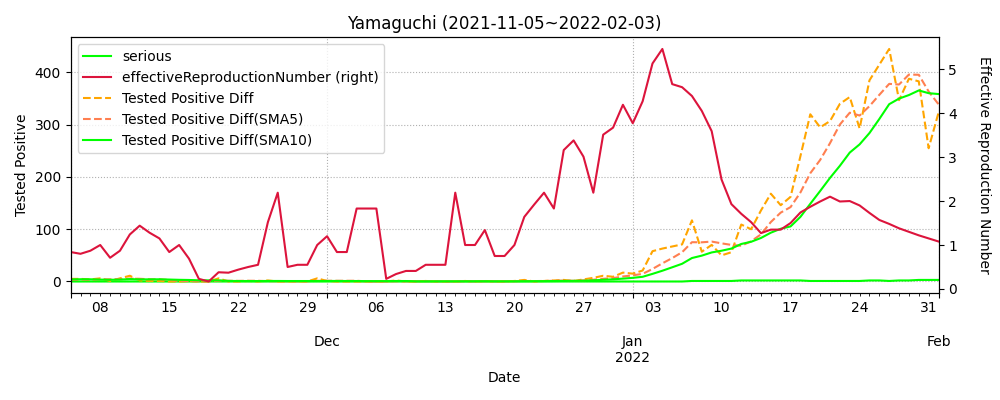 Yamaguchi (2021-11-05~2022-02-03)
serious
effectiveReproductionNumber (right)
Tested Positive Diff
Tested Positive Diff(SMA5)
Tested Positive Diff(SMA10)
Tested Positive
400
300
200
100
0
5
4
3
2
1
0
Effective Reproduction Number
08 15 22 29 06 13 20 27 03 10 17 24 31
Dec Jan Feb
2022
Date